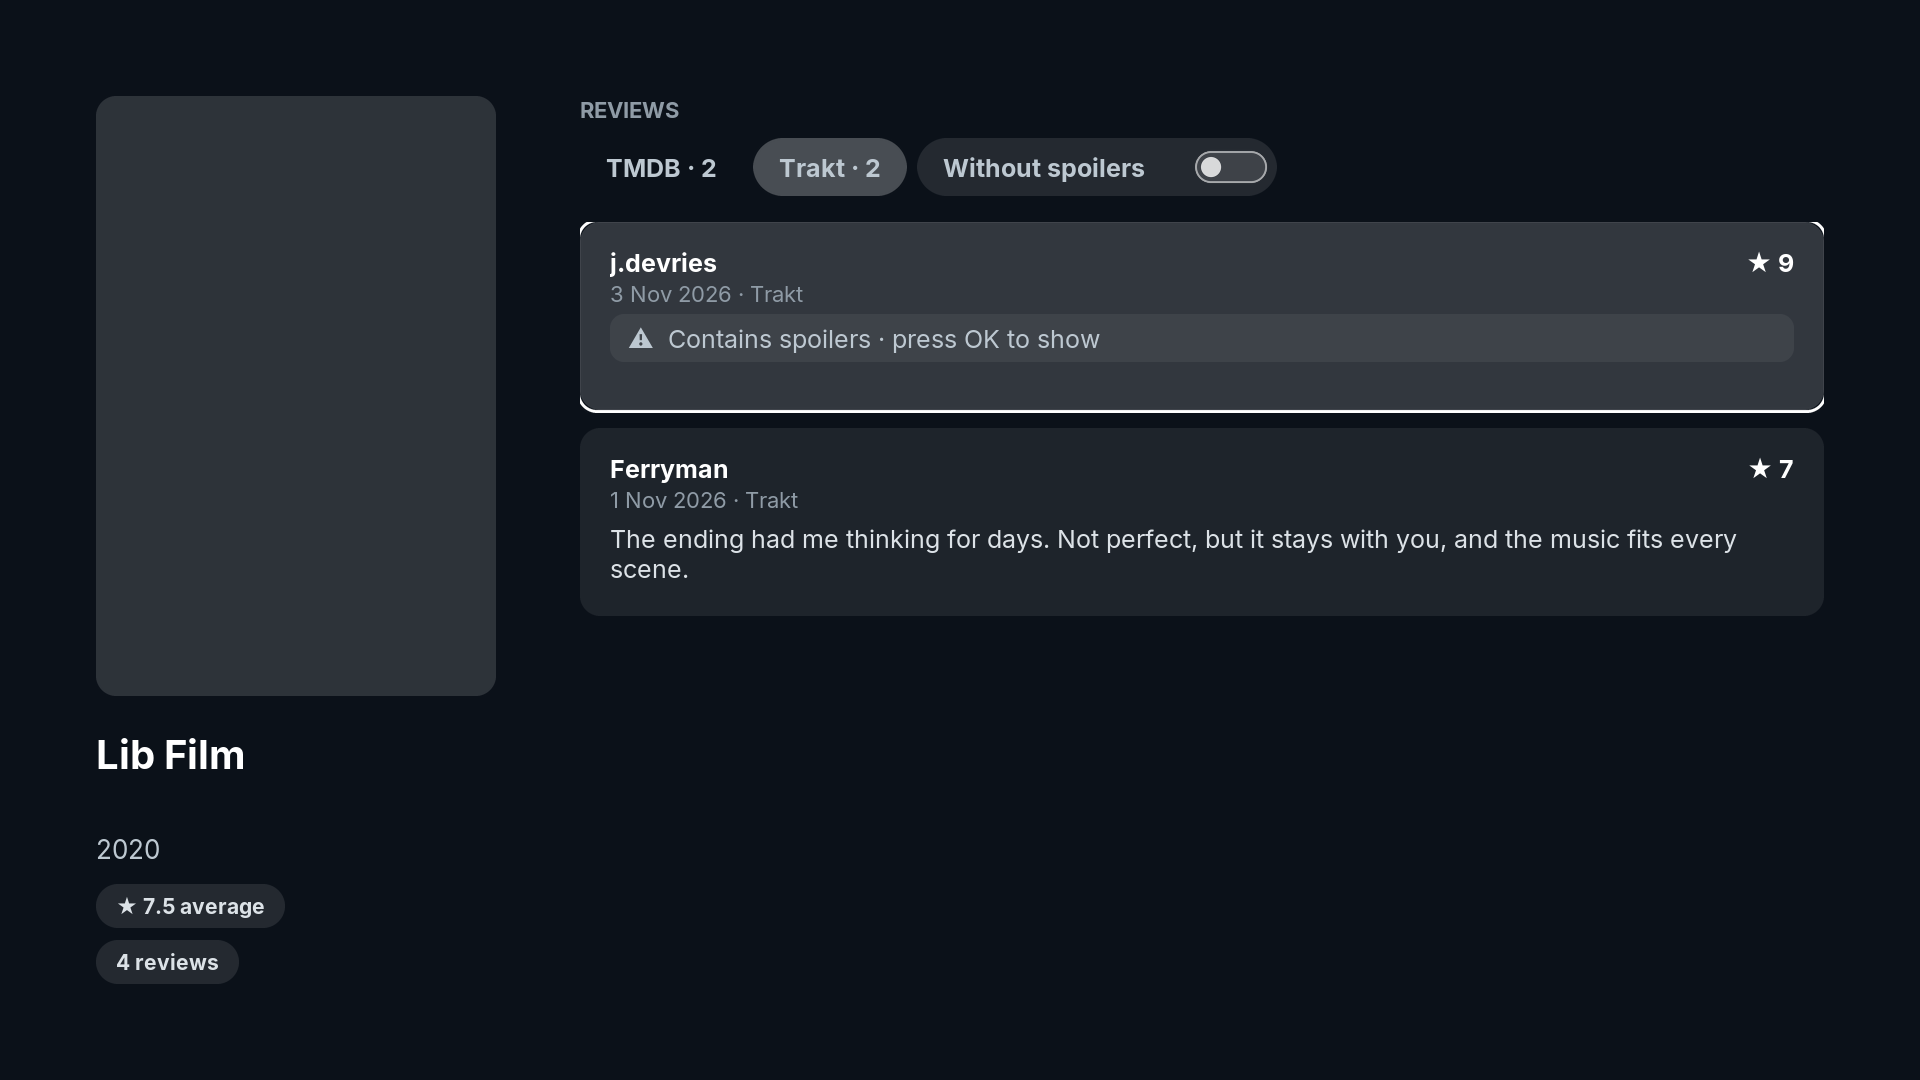 REVIEWS
TMDB · 2
Trakt · 2
Without spoilers
j.devries
★ 9
3 Nov 2026 · Trakt
Contains spoilers · press OK to show
Ferryman
★ 7
1 Nov 2026 · Trakt
The ending had me thinking for days. Not perfect, but it stays with you, and the music fits every
scene.
Lib Film
2020
★ 7.5 average
4 reviews